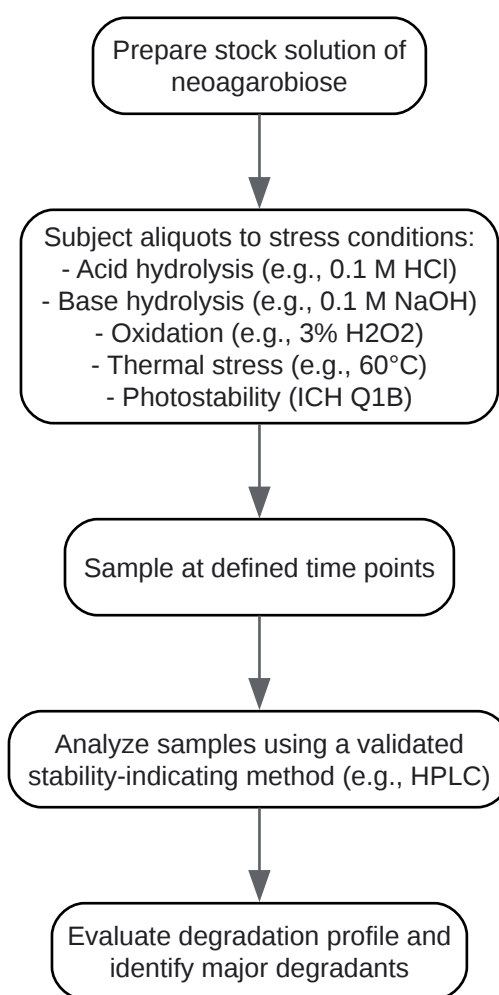 Prepare stock solution of
neoagarobiose
Subject aliquots to stress conditions:
- Acid hydrolysis (e.g., 0.1 M HCl)
- Base hydrolysis (e.g., 0.1 M NaOH)
- Oxidation (e.g., 3% H2O2)
- Thermal stress (e.g., 60°C)
- Photostability (ICH Q1B)
Sample at defined time points
Analyze samples using a validated
stability-indicating method (e.g., HPLC)
Evaluate degradation profile and
identify major degradants